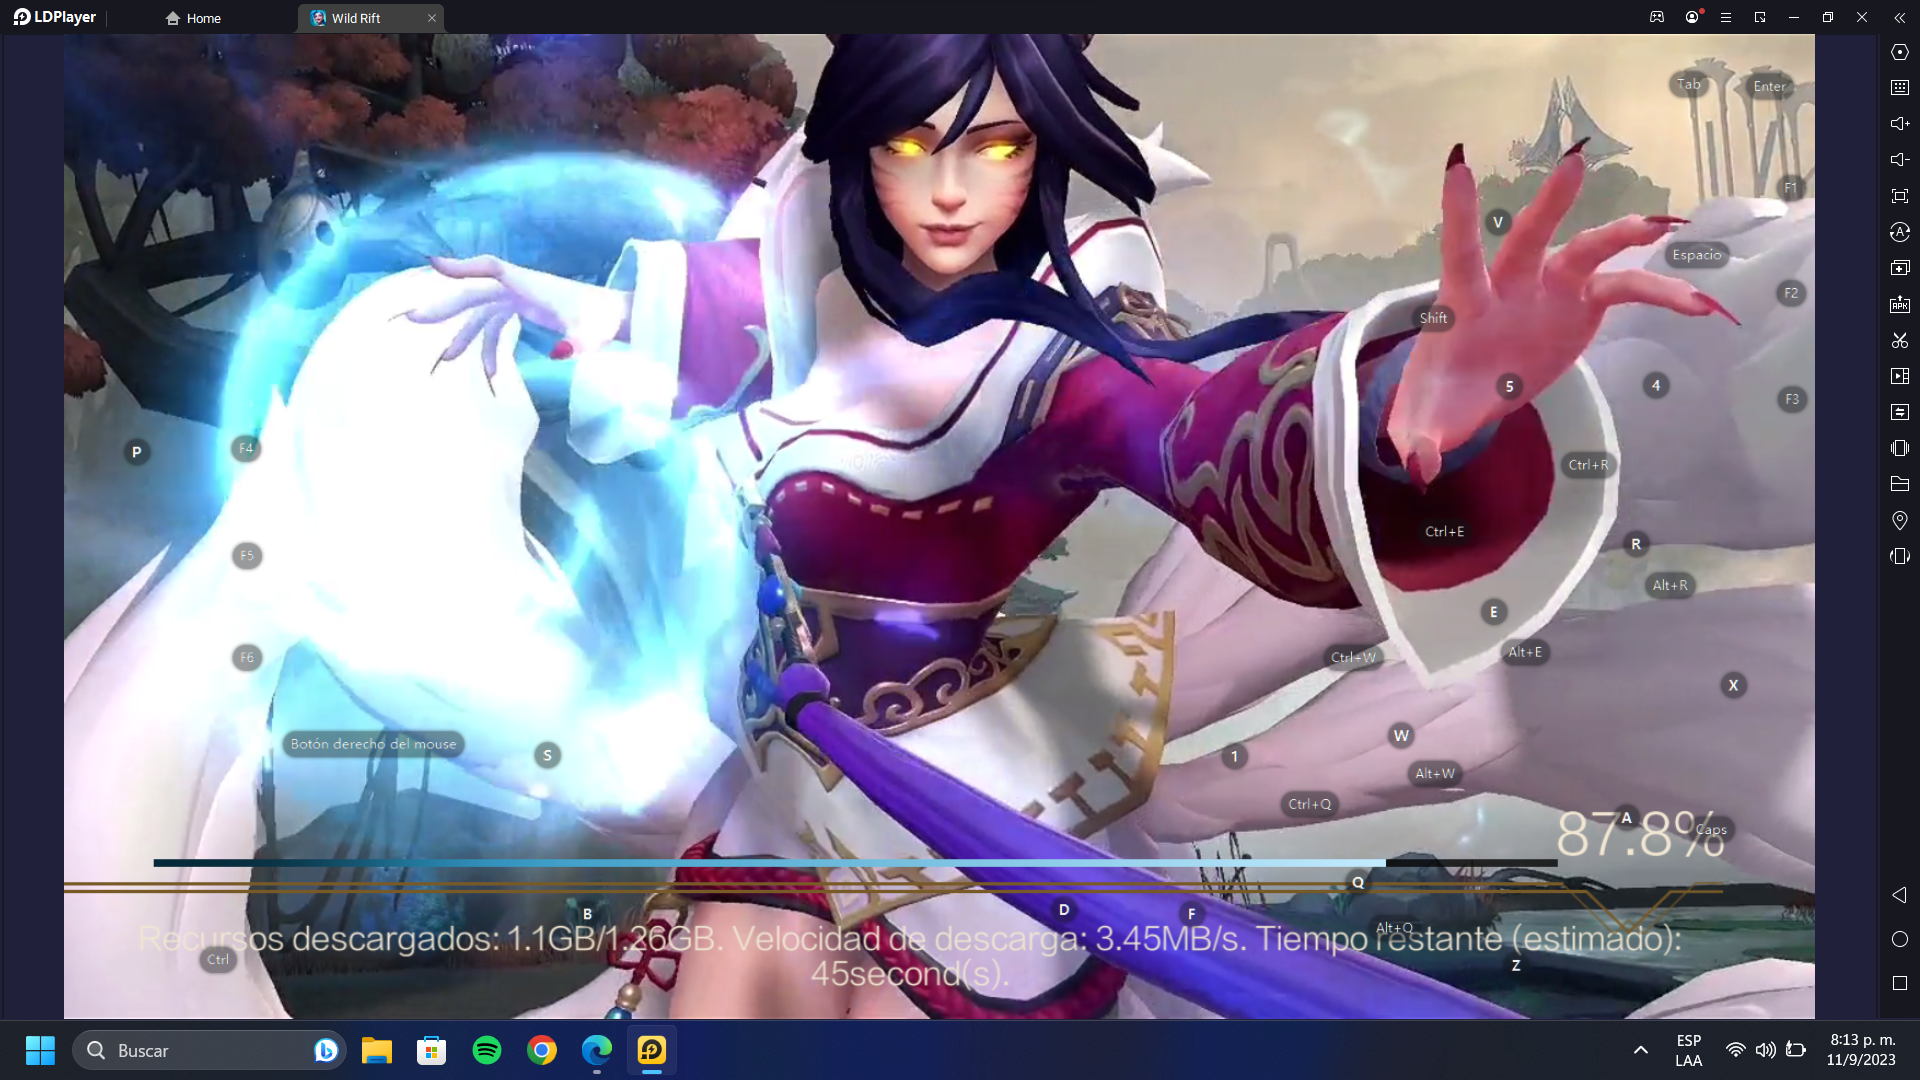 LDPlayer
Home
Wild Rift
Tab
Enter
F1
V
Espacio
F2
Shift
5
4
F3
P
F4
Ctrl+R
Ctrl+E
R
F5
Alt+R
E
F6
Ctrl+W
Alt+E
X
Botón derecho del mouse
S
1
W
Alt+W
Ctrl+Q
87.8%
A
Caps
Q
B
D
F
Alt+Q
Recursos descargados: 1.1GB/1.26GB. Velocidad de descarga: 3.45MB/s. Tiempo restante (estimado):
45second(s).
Ctrl
Z
APK
Buscar
ESP
LAA
8:13 p. m.
11/9/2023